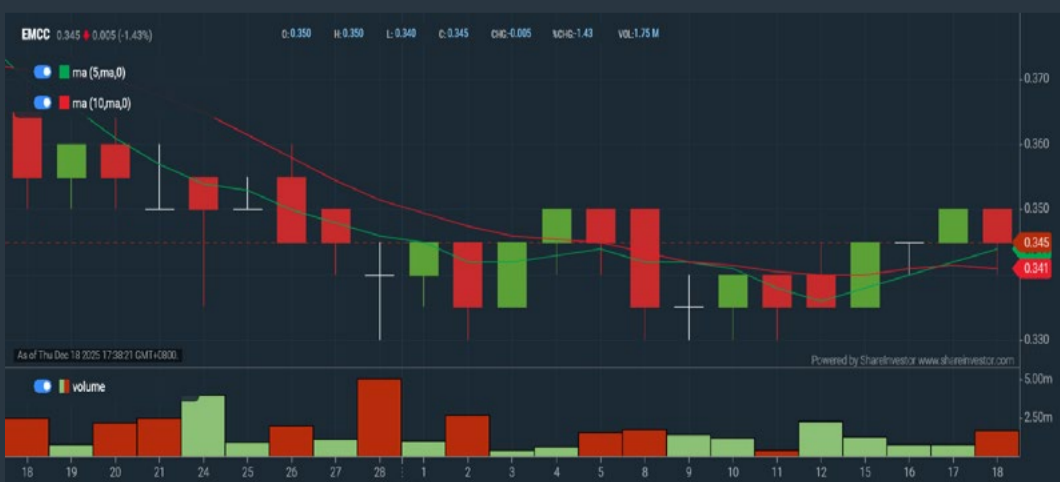 EMCC 0.345 0.005 (-1.43%) O:0.350 H:0.350 L:0.340 C:0.345 CHG:-0.005 %CHG:-1.43 VOL:1.75 M
ma (5,ma,0)
ma (10,ma,0)
0.370
0.360
0.350
0.345
0.341
0.330
As of Thu Dec 18 2025 17:38:21 GMT+0800.
Powered by ShareInvestor www.shareinvestor.com
volume
5.00m
2.50m
18 19 20 21 24 25 26 27 28 1 2 3 4 5 8 9 10 11 12 15 16 17 18